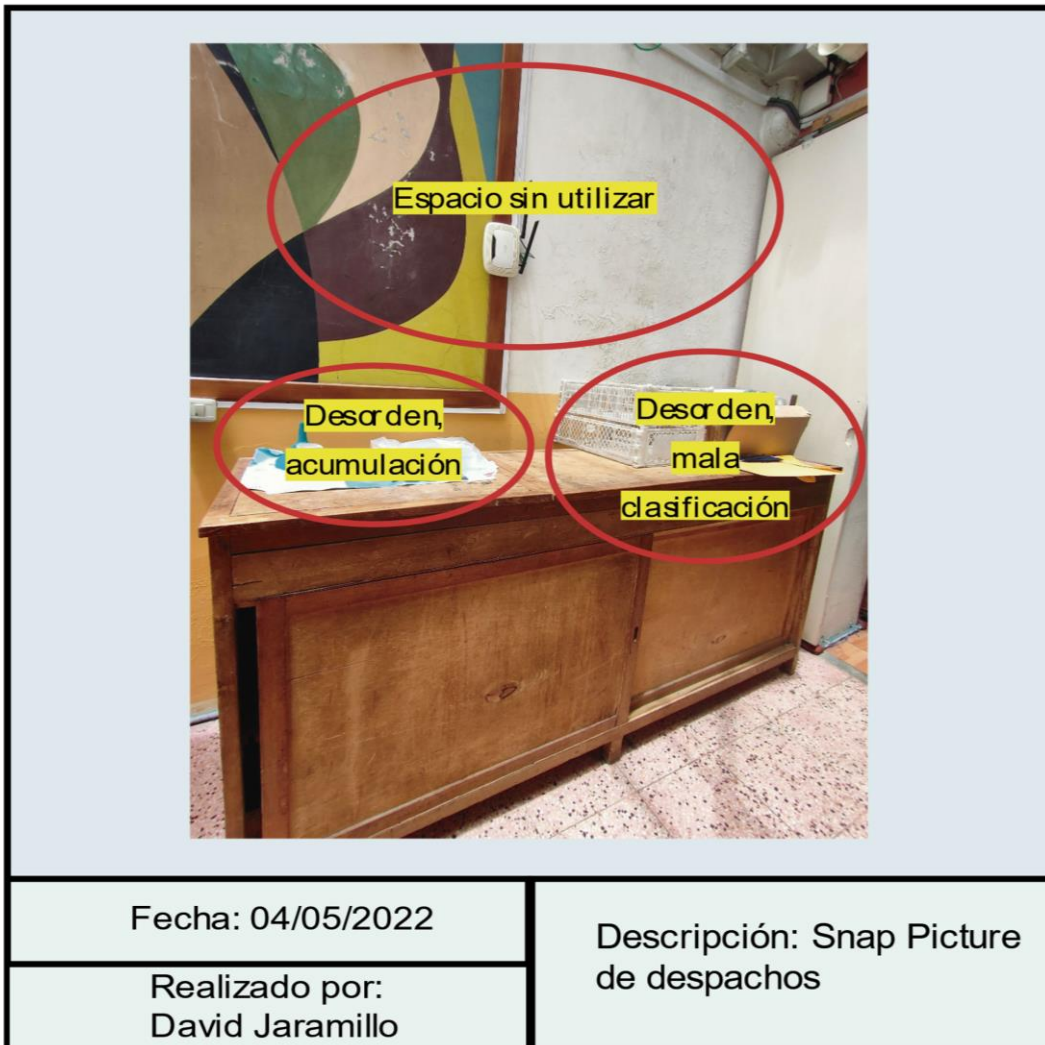 Espacio sin utilizar
Desorden,
acumulación
Desorden,
mala
clasificación
Fecha: 04/05/2022
Realizado por:
David Jaramillo
Descripción: Snap Picture
de despachos